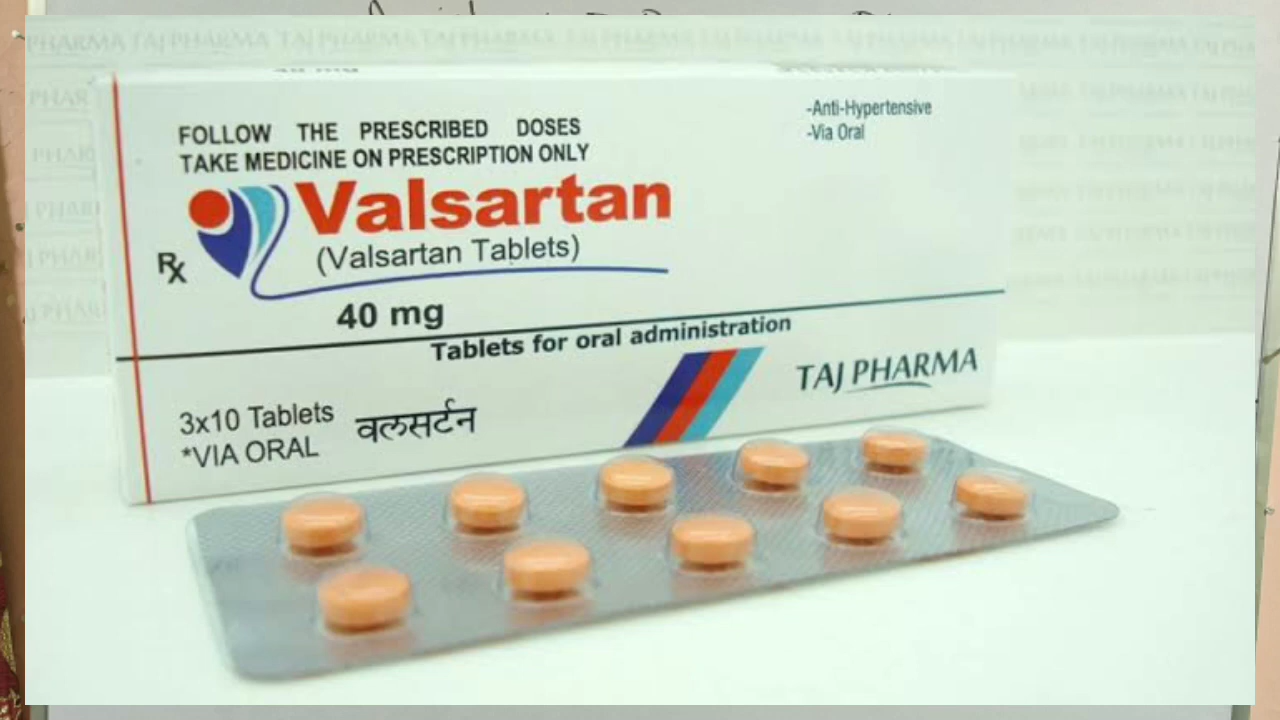 FOLLOW THE PRESCRIBED DOSES
TAKE MEDICINE ON PRESCRIPTION ONLY
-Anti-Hypertensive
-Via Oral
Valsartan
Rx
(Valsartan Tablets)
40 mg
Tablets for oral administration
TAJ PHARMA
3x10 Tablets
*VIA ORAL
वलसर्टन